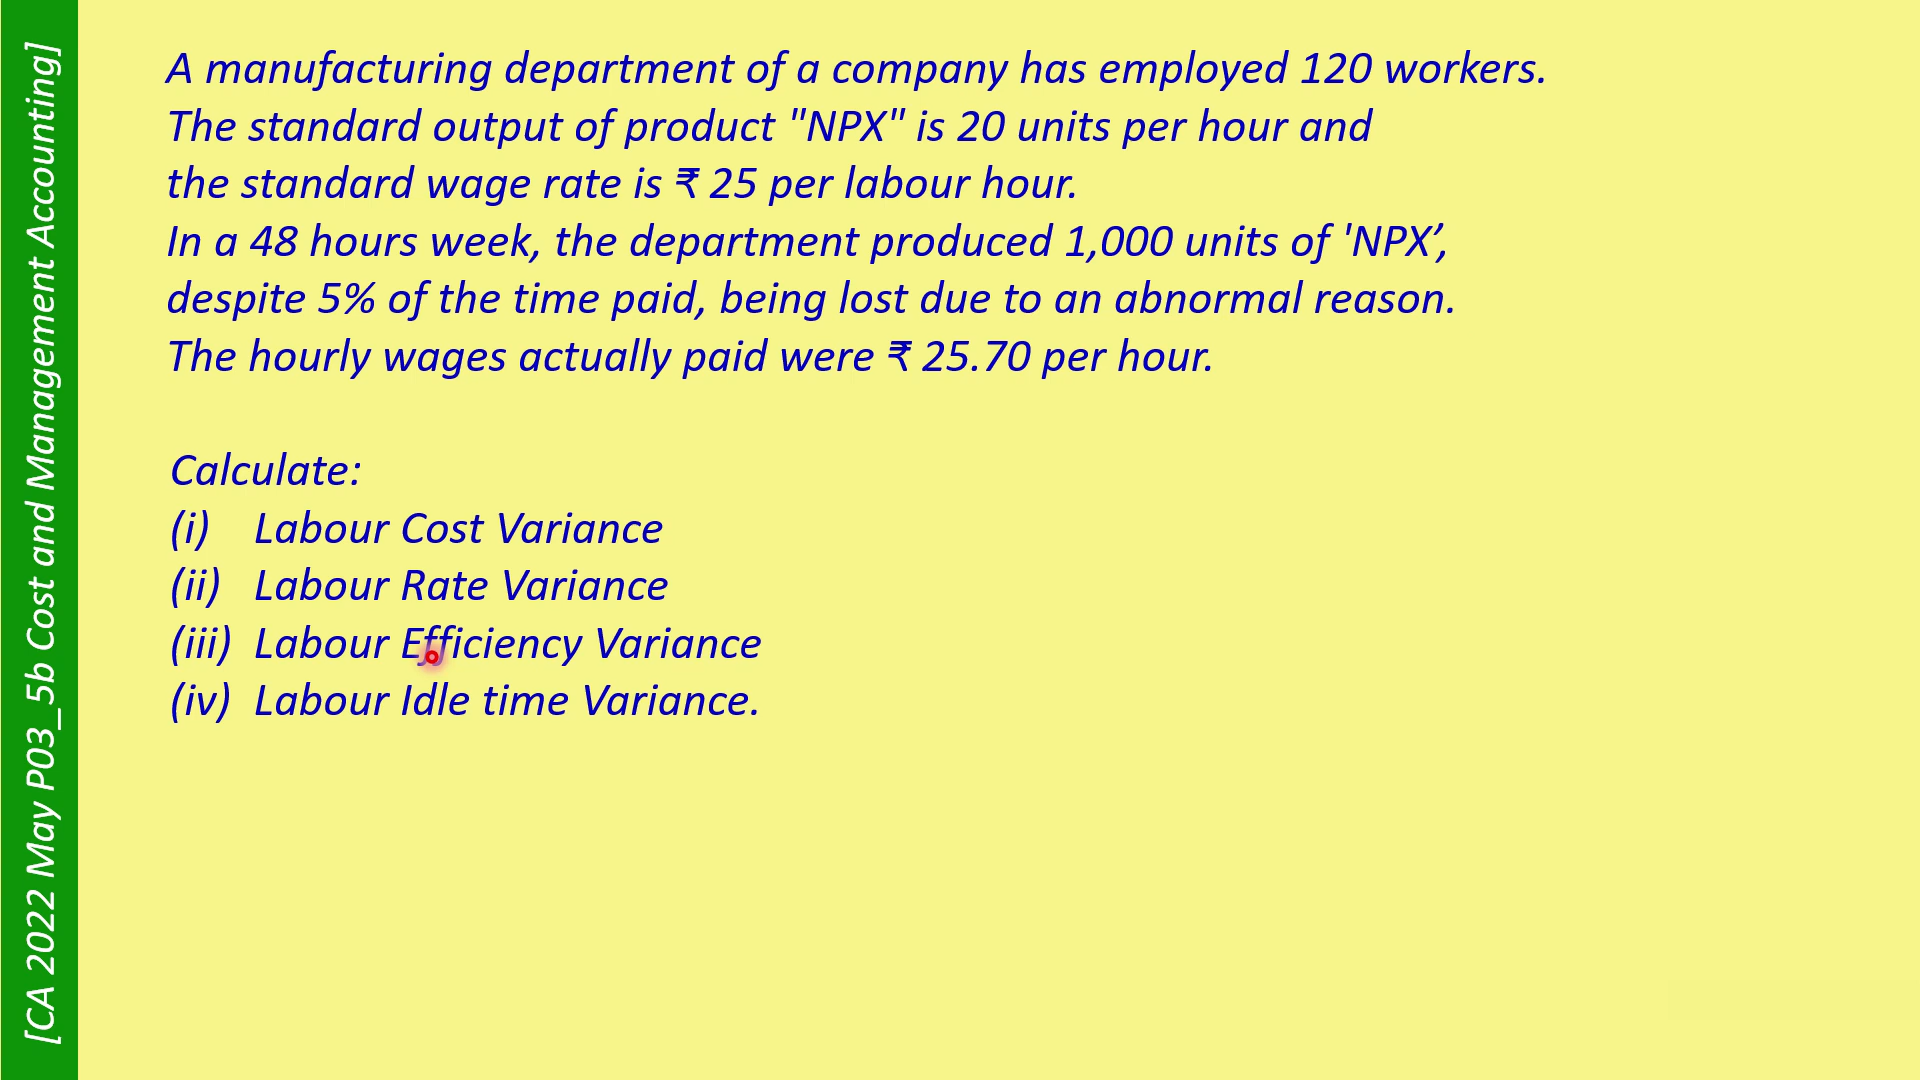 [CA 2022 May P03_5b Cost and Management Accounting]
A manufacturing department of a company has employed 120 workers.
The standard output of product "NPX" is 20 units per hour and
the standard wage rate is ₹ 25 per labour hour.
In a 48 hours week, the department produced 1,000 units of 'NPX’,
despite 5% of the time paid, being lost due to an abnormal reason.
The hourly wages actually paid were ₹ 25.70 per hour.
Calculate:
(i) Labour Cost Variance
(ii) Labour Rate Variance
(iii) Labour Efficiency Variance
(iv) Labour Idle time Variance.